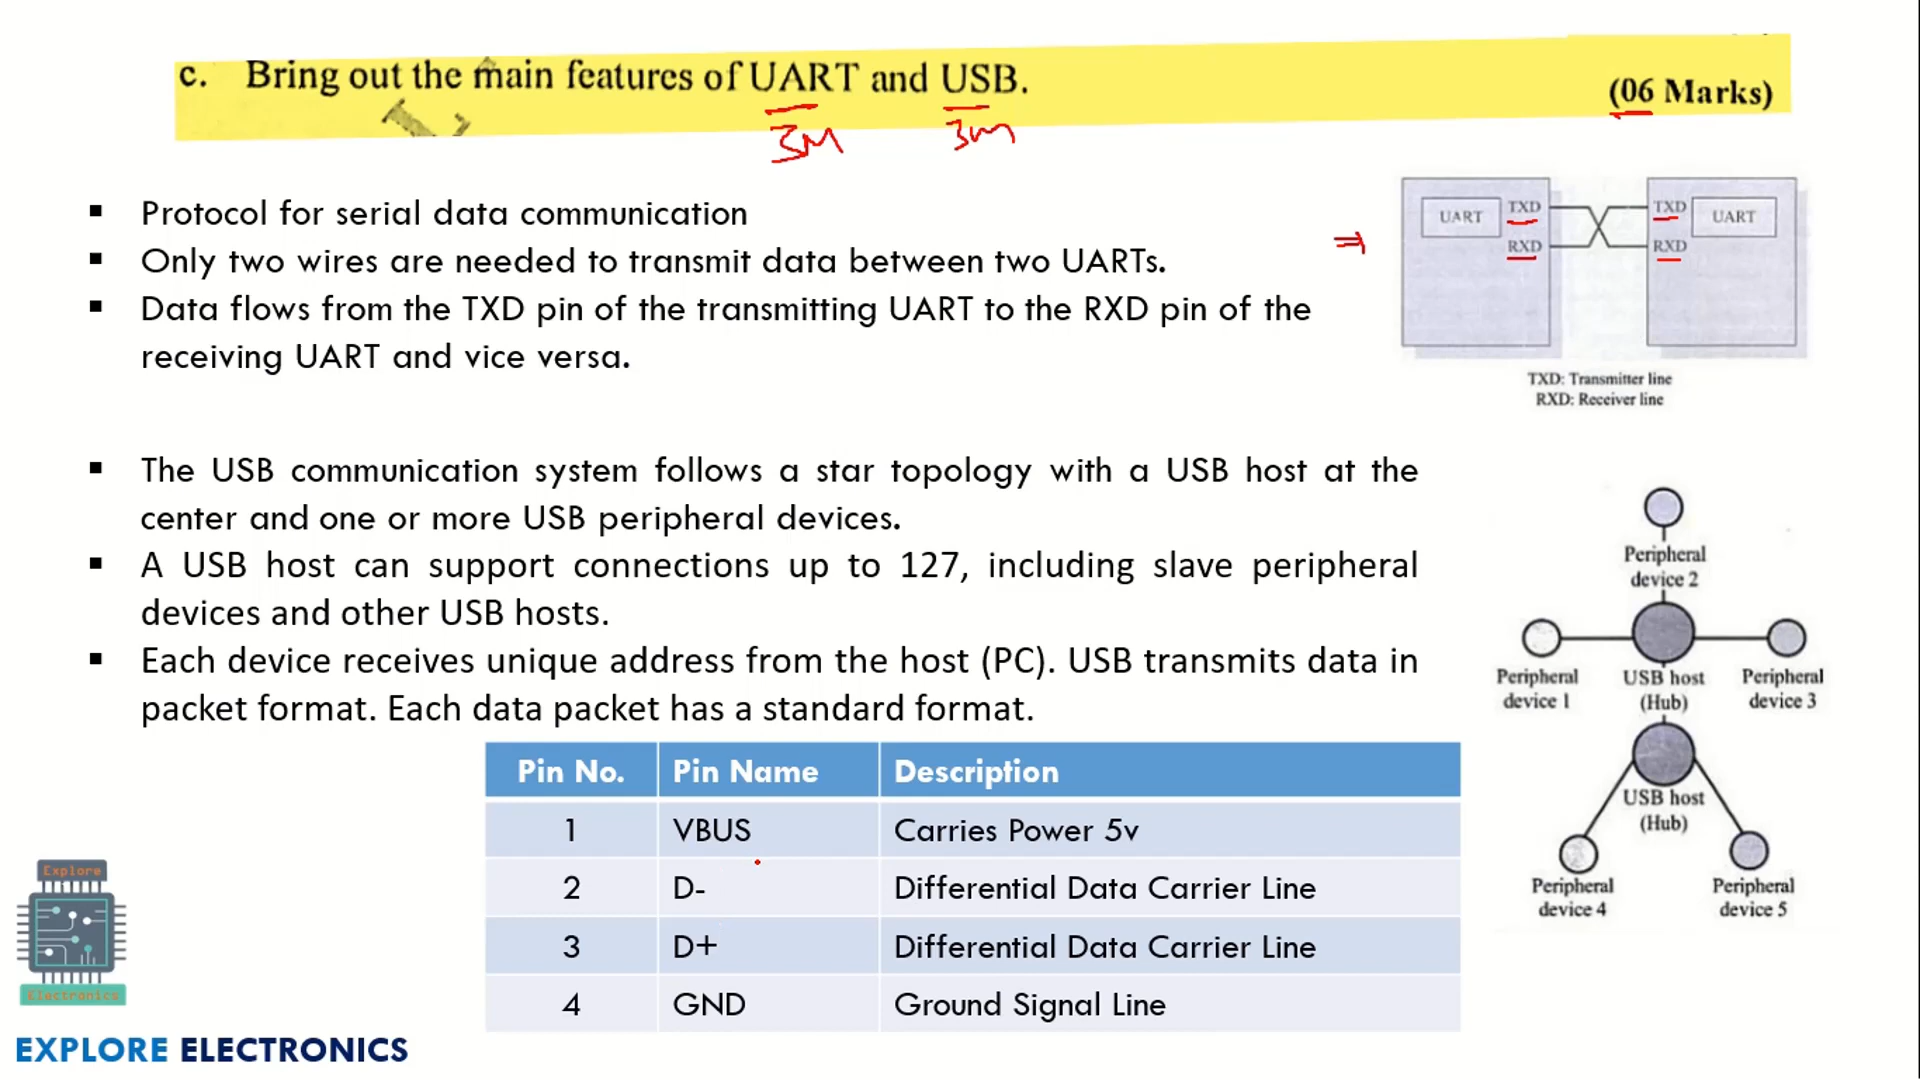 c. Bring out the main features of UART and USB.
(06 Marks)
3M 3m
▪ Protocol for serial data communication
▪ Only two wires are needed to transmit data between two UARTs.
▪ Data flows from the TXD pin of the transmitting UART to the RXD pin of the
receiving UART and vice versa.
UART TXD TXD UART
RXD RXD
TXD: Transmitter line
RXD: Receiver line
▪ The USB communication system follows a star topology with a USB host at the
center and one or more USB peripheral devices.
▪ A USB host can support connections up to 127, including slave peripheral
devices and other USB hosts.
▪ Each device receives unique address from the host (PC). USB transmits data in
packet format. Each data packet has a standard format.
Peripheral
device 2
Peripheral
device 1
USB host
(Hub)
Peripheral
device 3
USB host
(Hub)
Peripheral
device 4
Peripheral
device 5
Pin No. Pin Name Description
1 VBUS Carries Power 5v
2 D- Differential Data Carrier Line
3 D+ Differential Data Carrier Line
4 GND Ground Signal Line
Explore
Electronics
EXPLORE ELECTRONICS